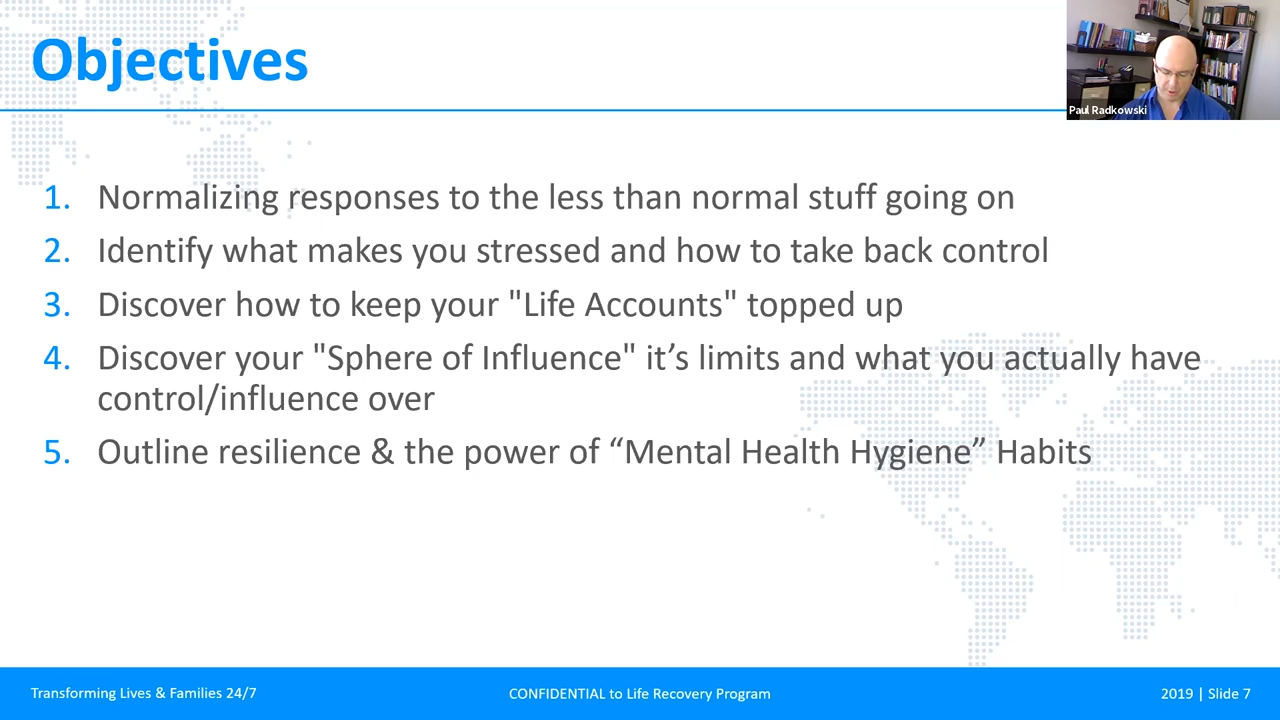 Objectives
Paul Radkowski
1. Normalizing responses to the less than normal stuff going on
2. Identify what makes you stressed and how to take back control
3. Discover how to keep your "Life Accounts" topped up
4. Discover your "Sphere of Influence" it’s limits and what you actually have
control/influence over
5. Outline resilience & the power of “Mental Health Hygiene” Habits
Transforming Lives & Families 24/7
CONFIDENTIAL to Life Recovery Program
2019 | Slide 7